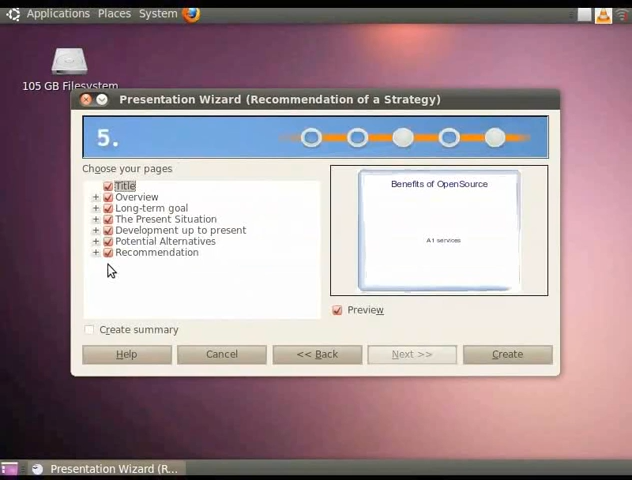 Applications Places System
105 GB Filesystem
Presentation Wizard (Recommendation of a Strategy)
5.
Choose your pages
Title
Overview
Long-term goal
The Present Situation
Development up to present
Potential Alternatives
Recommendation
Benefits of OpenSource
A1 services
Preview
Create summary
Help
Cancel
<< Back
Next >>
Create
Presentation Wizard (R...